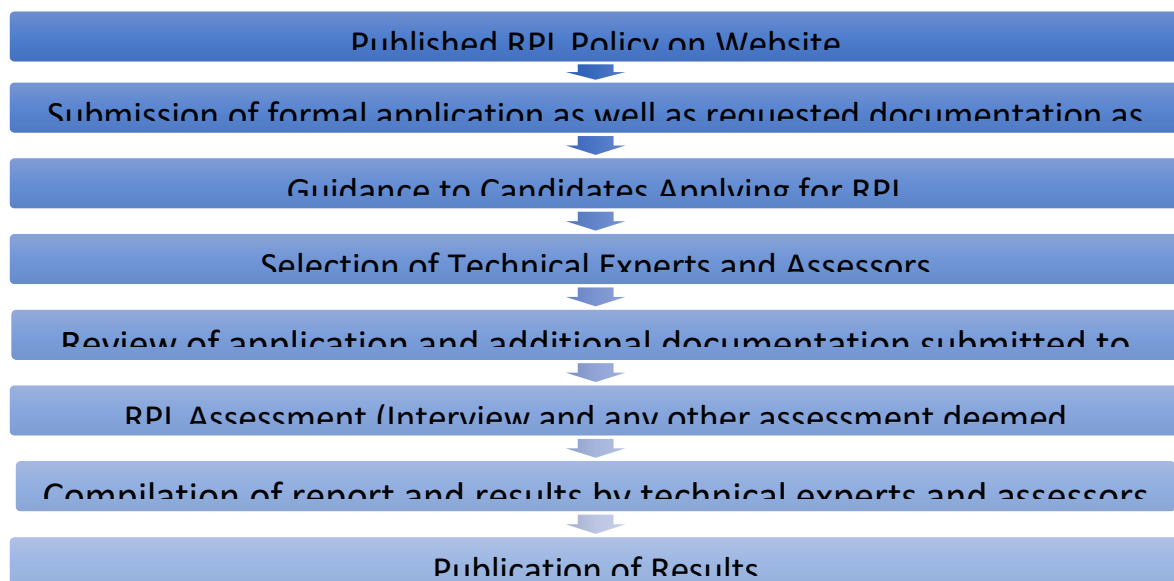 Published RPL Policy on Website
Submission of formal application as well as requested documentation as
Guidance to Candidates Applying for RPL
Selection of Technical Experts and Assessors
Review of application and additional documentation submitted to
RPL Assessment (Interview and any other assessment deemed
Compilation of report and results by technical experts and assessors
Publication of Results